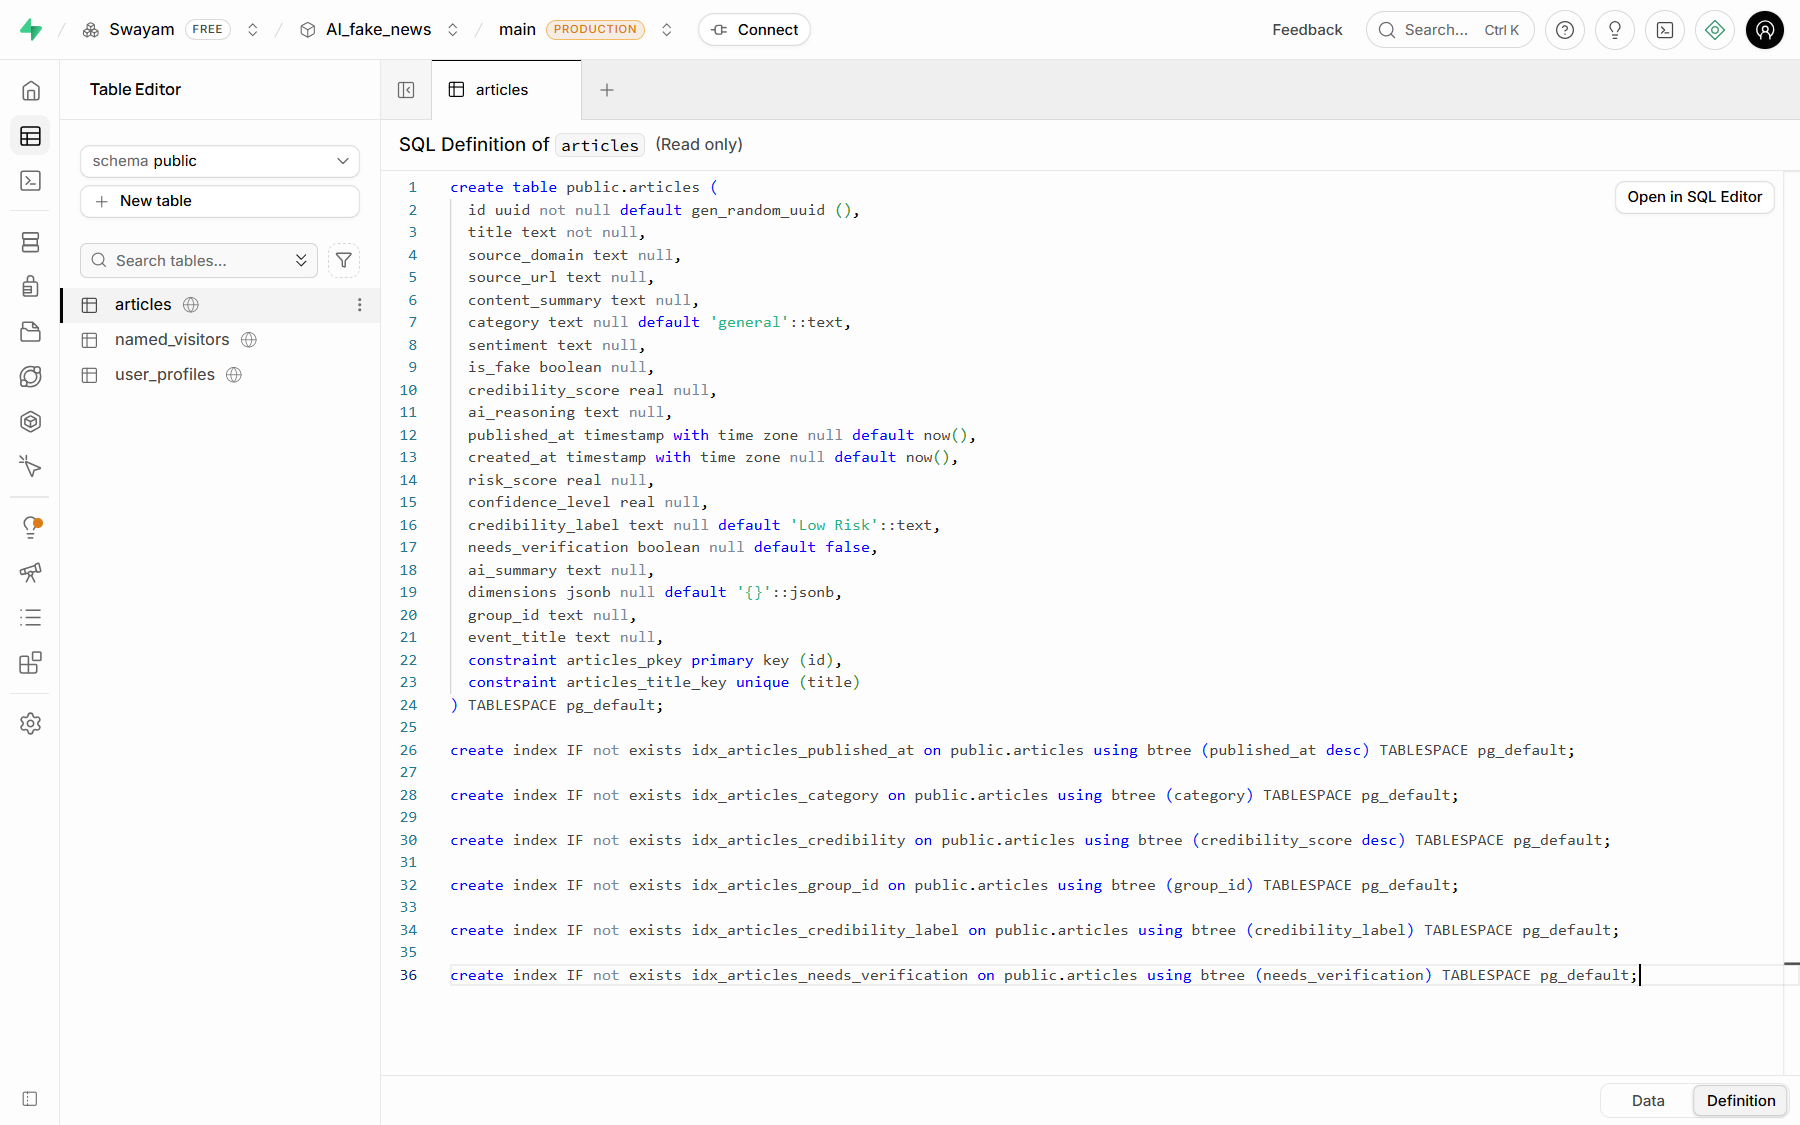 Swayam FREE AI_fake_news main PRODUCTION Connect Feedback Search... Ctrl K
Table Editor
articles
SQL Definition of articles (Read only)
schema public
New table
Search tables...
articles
named_visitors
user_profiles
Open in SQL Editor
1 create table public.articles (
2 id uuid not null default gen_random_uuid (),
3 title text not null,
4 source_domain text null,
5 source_url text null,
6 content_summary text null,
7 category text null default 'general'::text,
8 sentiment text null,
9 is_fake boolean null,
10 credibility_score real null,
11 ai_reasoning text null,
12 published_at timestamp with time zone null default now(),
13 created_at timestamp with time zone null default now(),
14 risk_score real null,
15 confidence_level real null,
16 credibility_label text null default 'Low Risk'::text,
17 needs_verification boolean null default false,
18 ai_summary text null,
19 dimensions jsonb null default '{}'::jsonb,
20 group_id text null,
21 event_title text null,
22 constraint articles_pkey primary key (id),
23 constraint articles_title_key unique (title)
24 ) TABLESPACE pg_default;
25
26 create index IF not exists idx_articles_published_at on public.articles using btree (published_at desc) TABLESPACE pg_default;
27
28 create index IF not exists idx_articles_category on public.articles using btree (category) TABLESPACE pg_default;
29
30 create index IF not exists idx_articles_credibility on public.articles using btree (credibility_score desc) TABLESPACE pg_default;
31
32 create index IF not exists idx_articles_group_id on public.articles using btree (group_id) TABLESPACE pg_default;
33
34 create index IF not exists idx_articles_credibility_label on public.articles using btree (credibility_label) TABLESPACE pg_default;
35
36 create index IF not exists idx_articles_needs_verification on public.articles using btree (needs_verification) TABLESPACE pg_default;
Data Definition